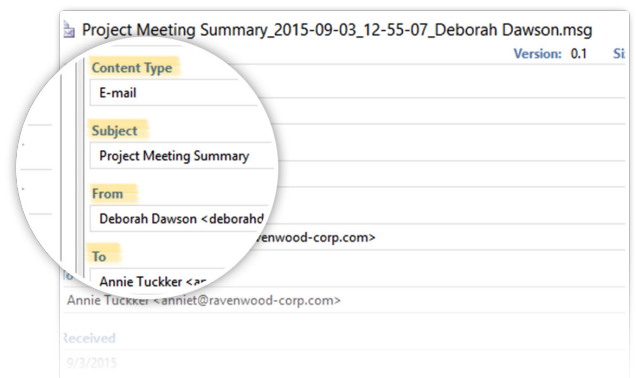 Project Meeting Summary_2015-09-03_12-55-07_Deborah Dawson.msg
Version: 0.1 Si
Content Type
E-mail
Subject
Project Meeting Summary
From
Deborah Dawson <deborahd
venwood-corp.com>
To
Annie Tuckker <an
Annie Tuckker <anniet@ravenwood-corp.com>
Received
9/3/2015